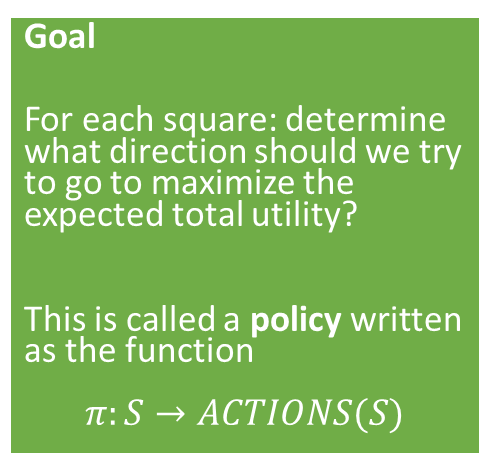 Goal
For each square: determine
what direction should we try
to go to maximize the
expected total utility?
This is called a policy written
as the function
π: S → ACTIONS(S)